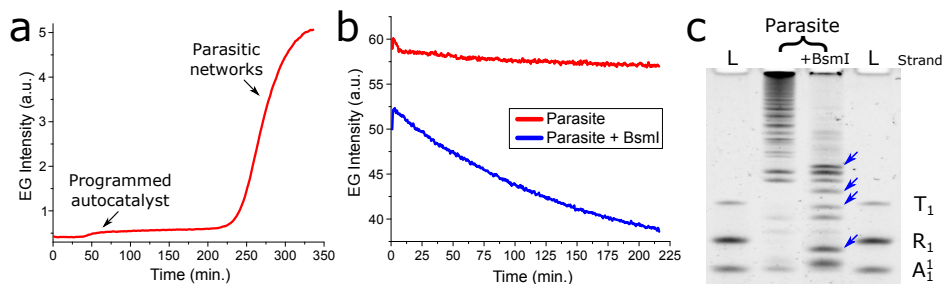 a
EG Intensity (a.u.)
5
4
3
2
1
0 50 100 150 200 250 300 350
Time (min.)
Parasitic
networks
Programmed
autocatalyst
b
EG Intensity (a.u.)
60
55
50
45
40
0 25 50 75 100 125 150 175 200 225
Time (min.)
Parasite
Parasite + BsmI
c
Parasite
L +BsmI L Strand
T₁
R₁
A¹₁